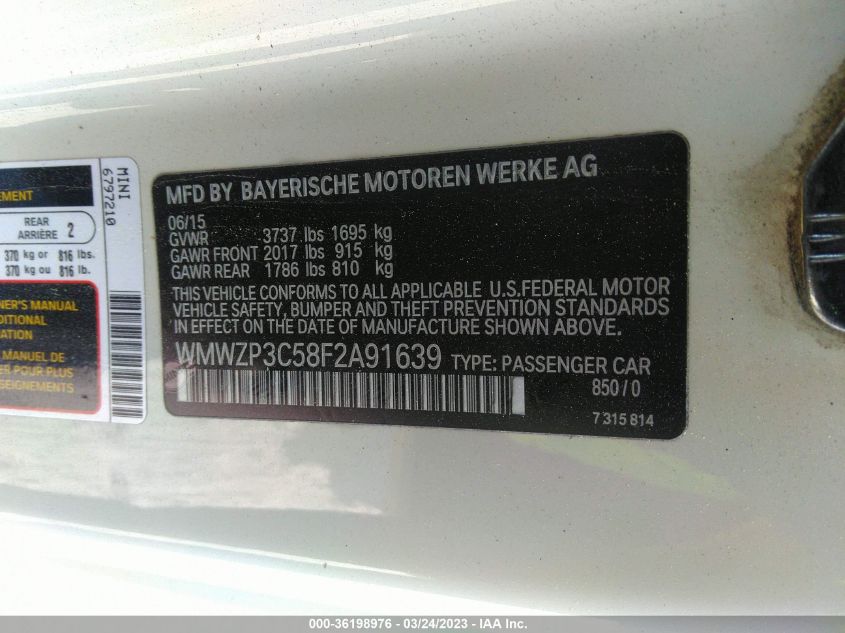 EMENT
REAR
ARRIÈRE 2
370 kg or 816 lbs.
370 kg ou 816 lb.
NER'S MANUAL
DITIONAL
MATION
MANUEL DE
ENSEIGNEMENTS
MINI
6797210
MFD BY BAYERISCHE MOTOREN WERKE AG
06/15
GVWR 3737 lbs 1695 kg
GAWR FRONT 2017 lbs 915 kg
GAWR REAR 1786 lbs 810 kg
THIS VEHICLE CONFORMS TO ALL APPLICABLE U.S.FEDERAL MOTOR
VEHICLE SAFETY, BUMPER AND THEFT PREVENTION STANDARDS
IN EFFECT ON THE DATE OF MANUFACTURE SHOWN ABOVE.
WMWZP3C58F2A91639 TYPE: PASSENGER CAR
850/0
7315814
000-36198976 - 03/24/2023 - IAA Inc.